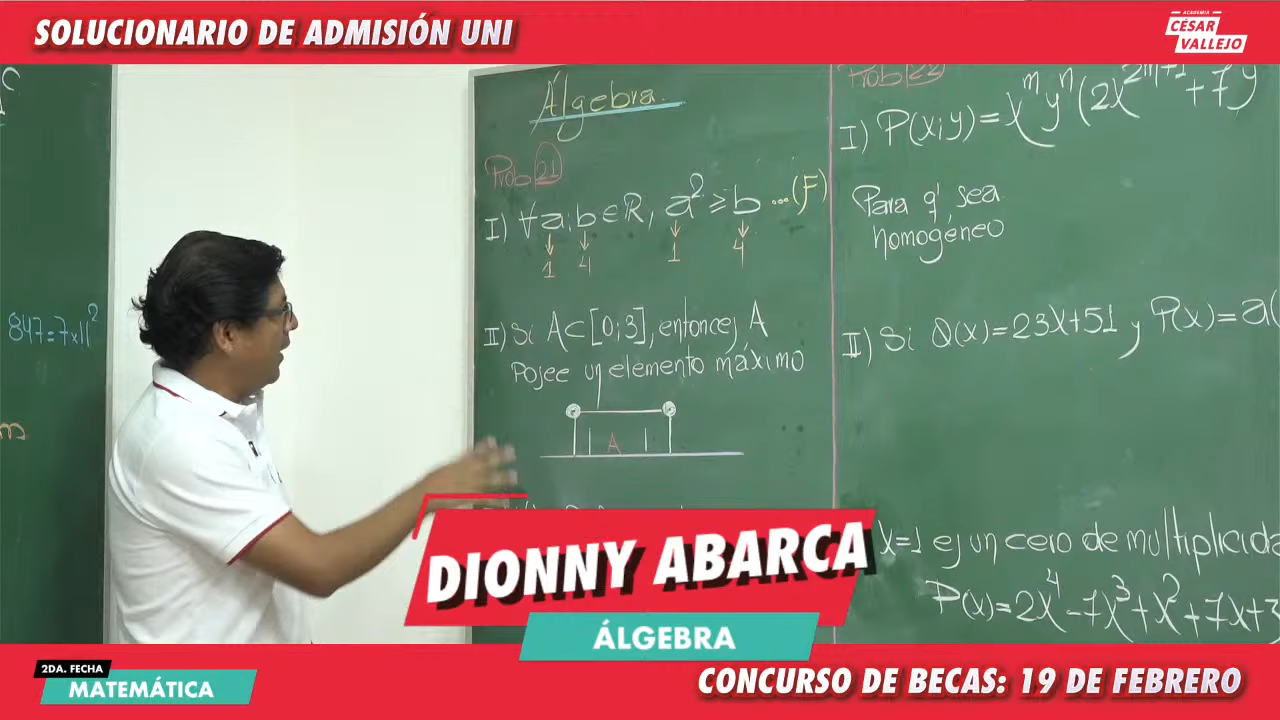 SOLUCIONARIO DE ADMISIÓN UNI
ACADEMIA
CÉSAR
VALLEJO
847=7x11²
Álgebra
Prob 21
I) ∀ a; b ∈ ℝ, a² ≥ b ...(F)
1 4 1 4
II) Si A⊂[0;3], entonces A
Posee un elemento máximo
A
Prob 22
I) P(x;y)=x^m y^n (2x^{2m+1}+7y
Para q' sea
homogéneo
II) Si Q(x)=23x+51 y P(x)=a(
x=1 es un cero de multiplicida
P(x)=2x⁴-7x³+x²+7x+3
DIONNY ABARCA
ÁLGEBRA
2DA. FECHA
MATEMÁTICA
CONCURSO DE BECAS: 19 DE FEBRERO